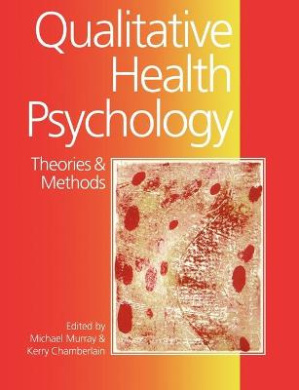 Qualitative
Health
Psychology
Theories &
Methods
Edited by
Michael Murray &
Kerry Chamberlain